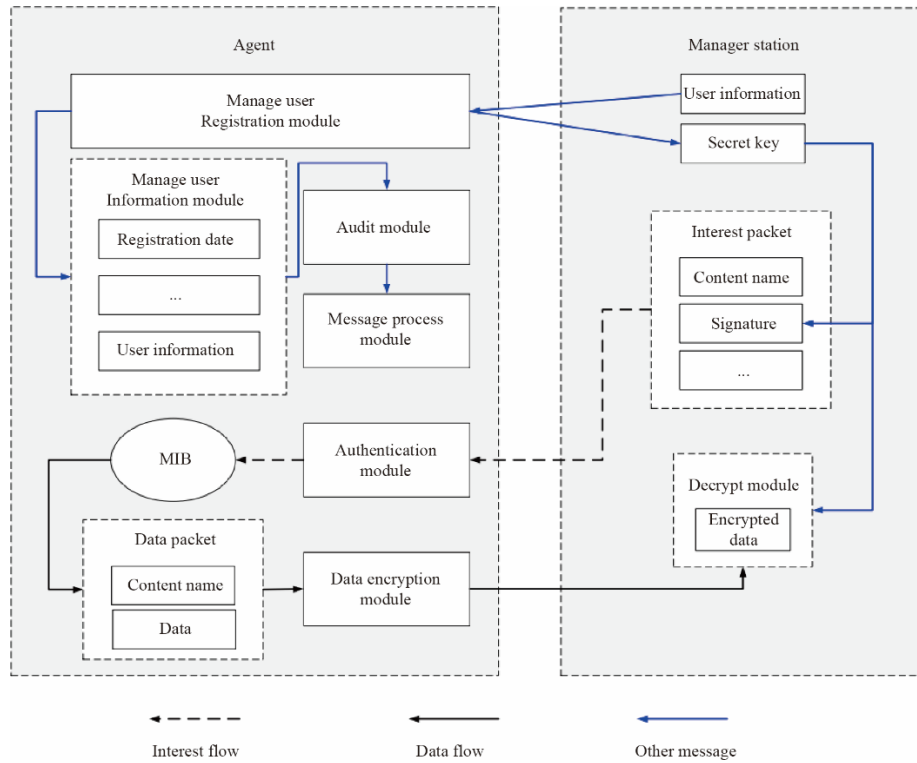 Agent
Manage user
Registration module
Manage user
Information module
Registration date
...
User information
Audit module
Message process
module
MIB
Authentication
module
Data packet
Content name
Data
Data encryption
module
Manager station
User information
Secret key
Interest packet
Content name
Signature
...
Decrypt module
Encrypted
data
Interest flow
Data flow
Other message